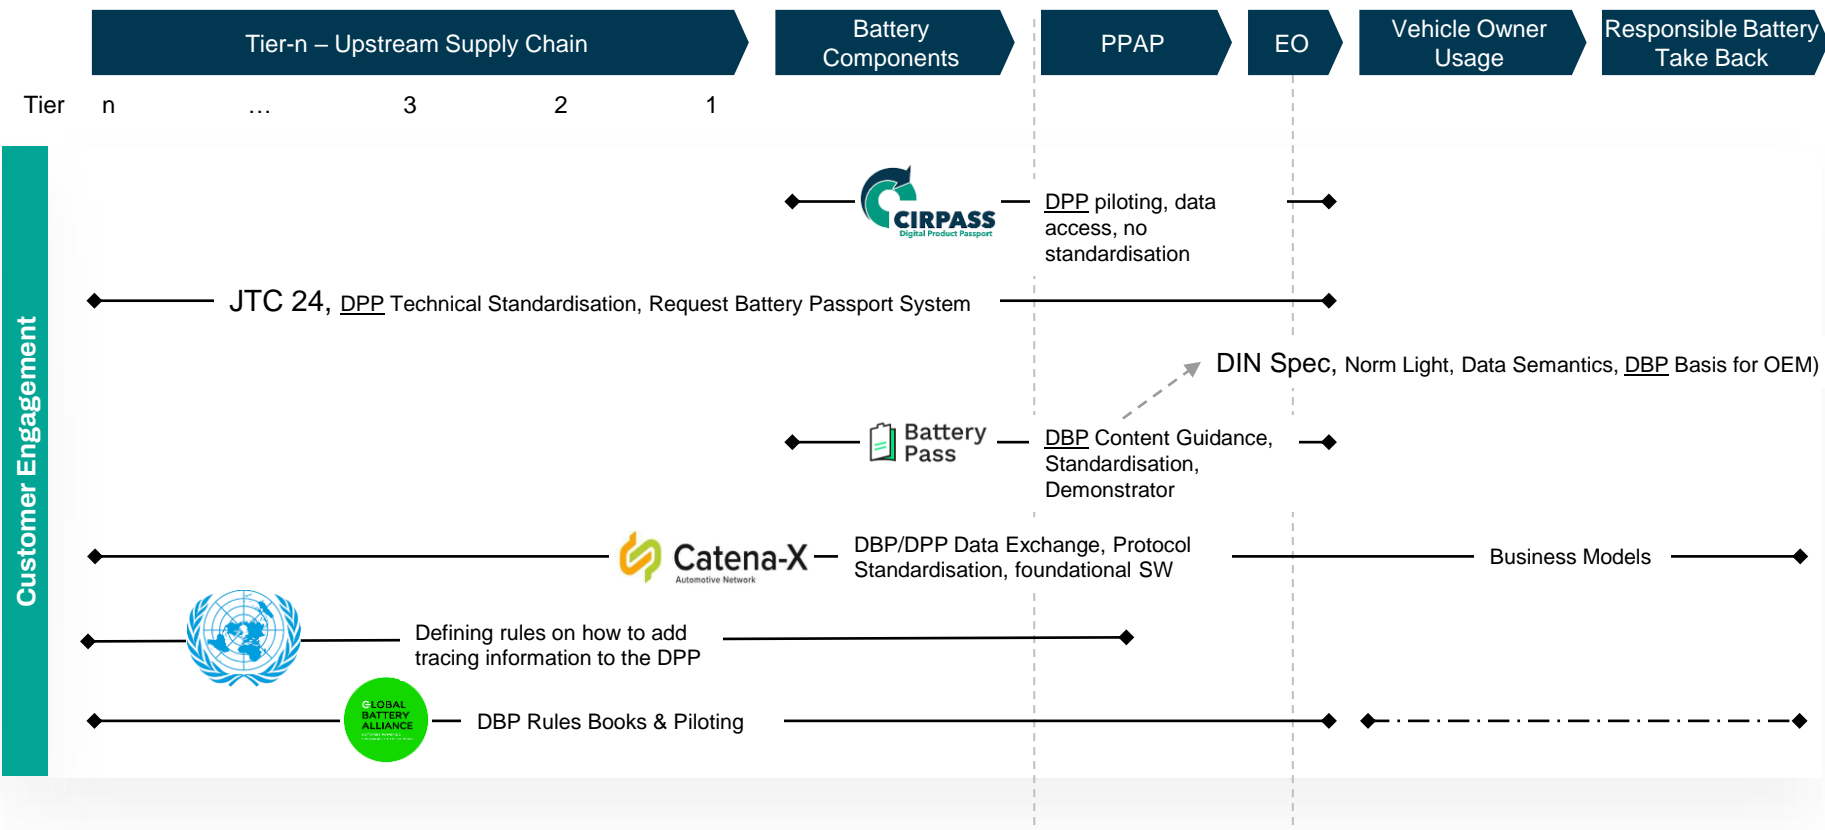 Tier-n – Upstream Supply Chain
Battery
Components
PPAP
EO
Vehicle Owner
Usage
Responsible Battery
Take Back
Tier n … 3 2 1
Customer Engagement
CIRPASS
Digital Product Passport
DPP piloting, data
access, no
standardisation
JTC 24, DPP Technical Standardisation, Request Battery Passport System
DIN Spec, Norm Light, Data Semantics, DBP Basis for OEM)
Battery
Pass
DBP Content Guidance,
Standardisation,
Demonstrator
Catena-X
Automotive Network
DBP/DPP Data Exchange, Protocol
Standardisation, foundational SW
Business Models
Defining rules on how to add
tracing information to the DPP
GLOBAL
BATTERY
ALLIANCE
DBP Rules Books & Piloting